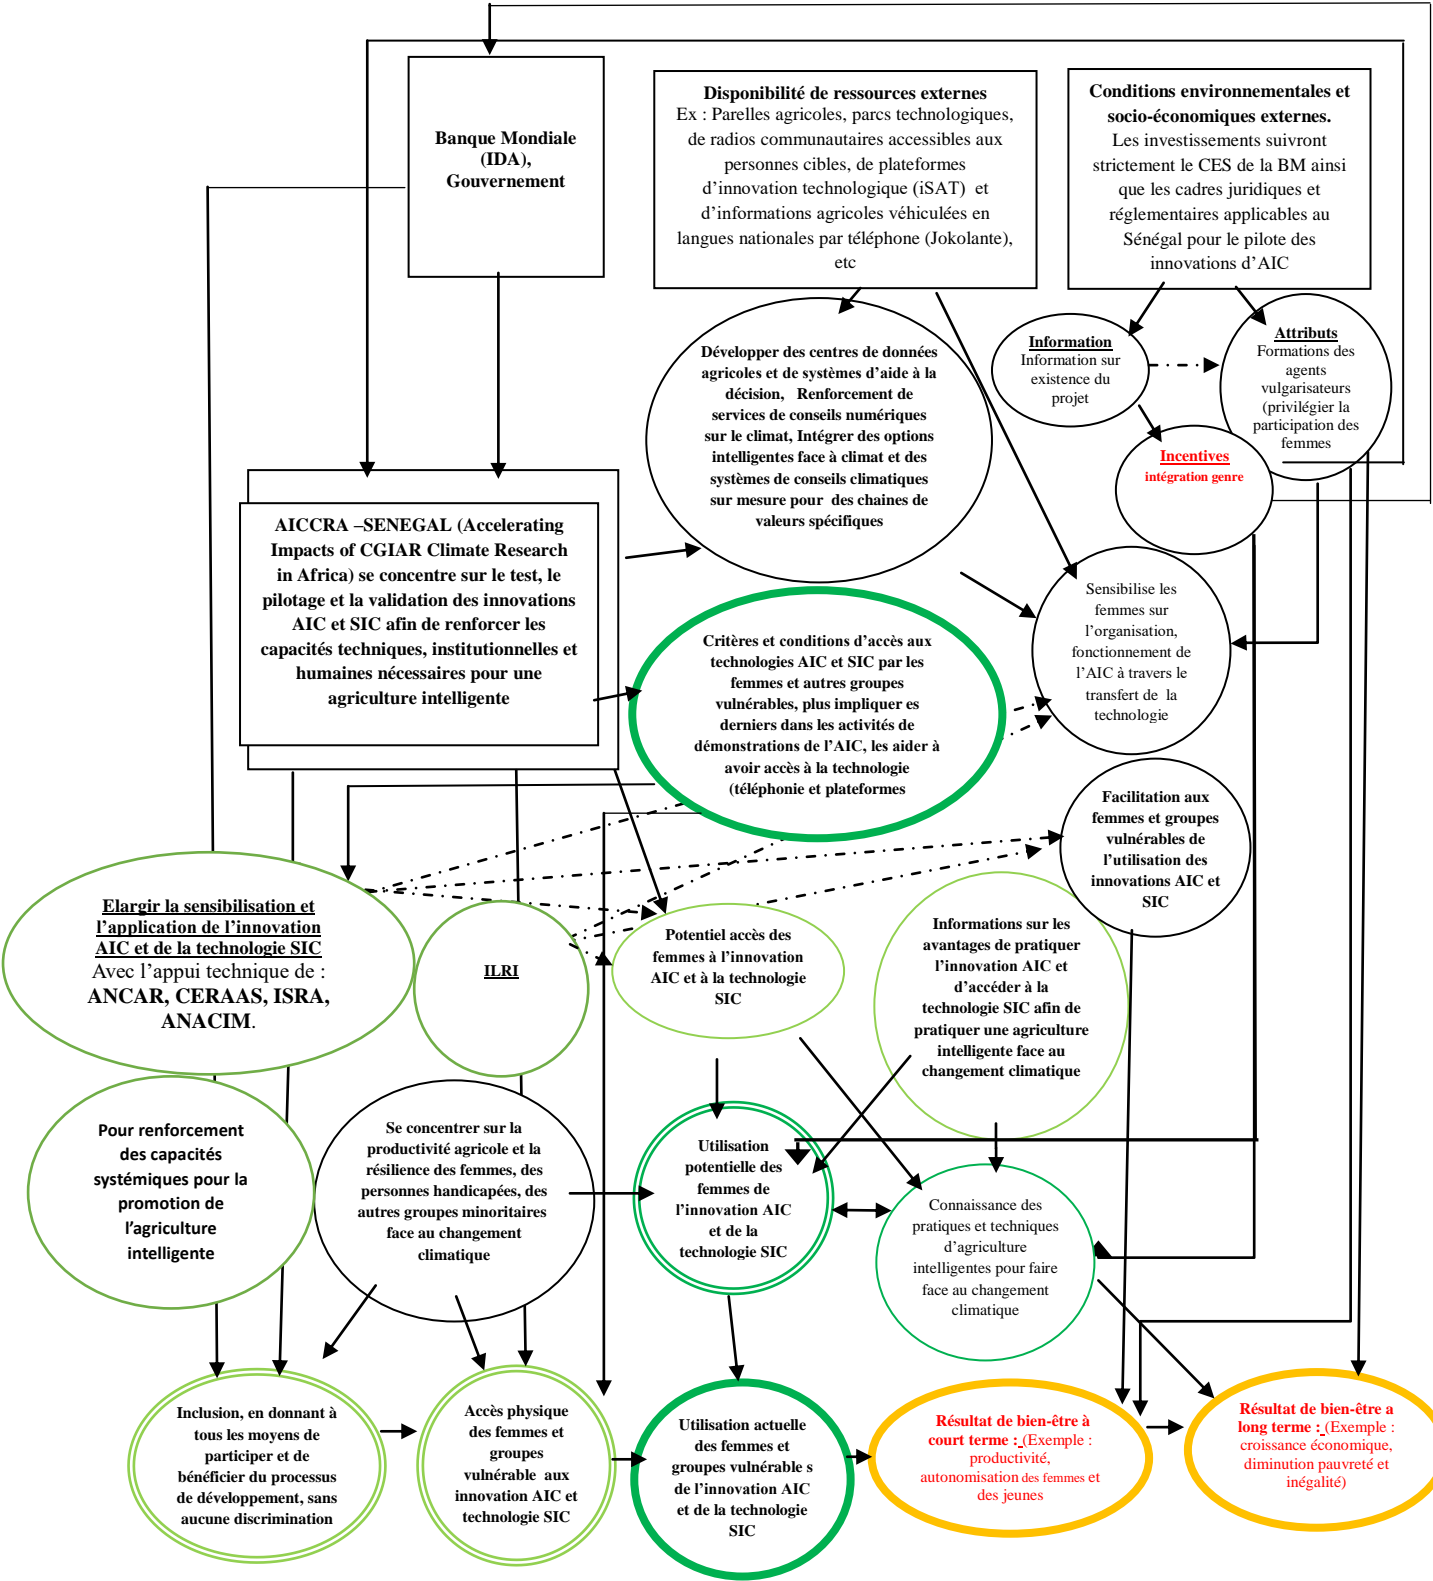 Banque Mondiale
(IDA),
Gouvernement
Disponibilité de ressources externes
Ex : Parelles agricoles, parcs technologiques,
de radios communautaires accessibles aux
personnes cibles, de plateformes
d’innovation technologique (iSAT) et
d’informations agricoles véhiculées en
langues nationales par téléphone (Jokolante),
etc
Conditions environnementales et
socio-économiques externes.
Les investissements suivront
strictement le CES de la BM ainsi
que les cadres juridiques et
réglementaires applicables au
Sénégal pour le pilote des
innovations d’AIC
Développer des centres de données
agricoles et de systèmes d’aide à la
décision, Renforcement de
services de conseils numériques
sur le climat, Intégrer des options
intelligentes face à climat et des
systèmes de conseils climatiques
sur mesure pour des chaines de
valeurs spécifiques
Information
Information sur
existence du
projet
Attributs
Formations des
agents
vulgarisateurs
(privilégier la
participation des
femmes
Incentives
intégration genre
AICCRA –SENEGAL (Accelerating
Impacts of CGIAR Climate Research
in Africa) se concentre sur le test, le
pilotage et la validation des innovations
AIC et SIC afin de renforcer les
capacités techniques, institutionnelles et
humaines nécessaires pour une
agriculture intelligente
Critères et conditions d’accès aux
technologies AIC et SIC par les
femmes et autres groupes
vulnérables, plus impliquer es
derniers dans les activités de
démonstrations de l’AIC, les aider à
avoir accès à la technologie
(téléphonie et plateformes
Sensibilise les
femmes sur
l’organisation,
fonctionnement de
l’AIC à travers le
transfert de la
technologie
Facilitation aux
femmes et groupes
vulnérables de
l’utilisation des
innovations AIC et
SIC
Elargir la sensibilisation et
l’application de l’innovation
AIC et de la technologie SIC
Avec l’appui technique de :
ANCAR, CERAAS, ISRA,
ANACIM.
ILRI
Potentiel accès des
femmes à l’innovation
AIC et à la technologie
SIC
Informations sur les
avantages de pratiquer
l’innovation AIC et
d’accéder à la
technologie SIC afin de
pratiquer une agriculture
intelligente face au
changement climatique
Pour renforcement
des capacités
systémiques pour la
promotion de
l’agriculture
intelligente
Se concentrer sur la
productivité agricole et la
résilience des femmes, des
personnes handicapées, des
autres groupes minoritaires
face au changement
climatique
Utilisation
potentielle des
femmes de
l’innovation AIC
et de la
technologie SIC
Connaissance des
pratiques et techniques
d’agriculture
intelligentes pour faire
face au changement
climatique
Inclusion, en donnant à
tous les moyens de
participer et de
bénéficier du processus
de développement, sans
aucune discrimination
Accès physique
des femmes et
groupes
vulnérable aux
innovation AIC et
technologie SIC
Utilisation actuelle
des femmes et
groupes vulnérable s
de l’innovation AIC
et de la technologie
SIC
Résultat de bien-être à
court terme : (Exemple :
productivité,
autonomisation des femmes et
des jeunes
Résultat de bien-être a
long terme : (Exemple :
croissance économique,
diminution pauvreté et
inégalité)